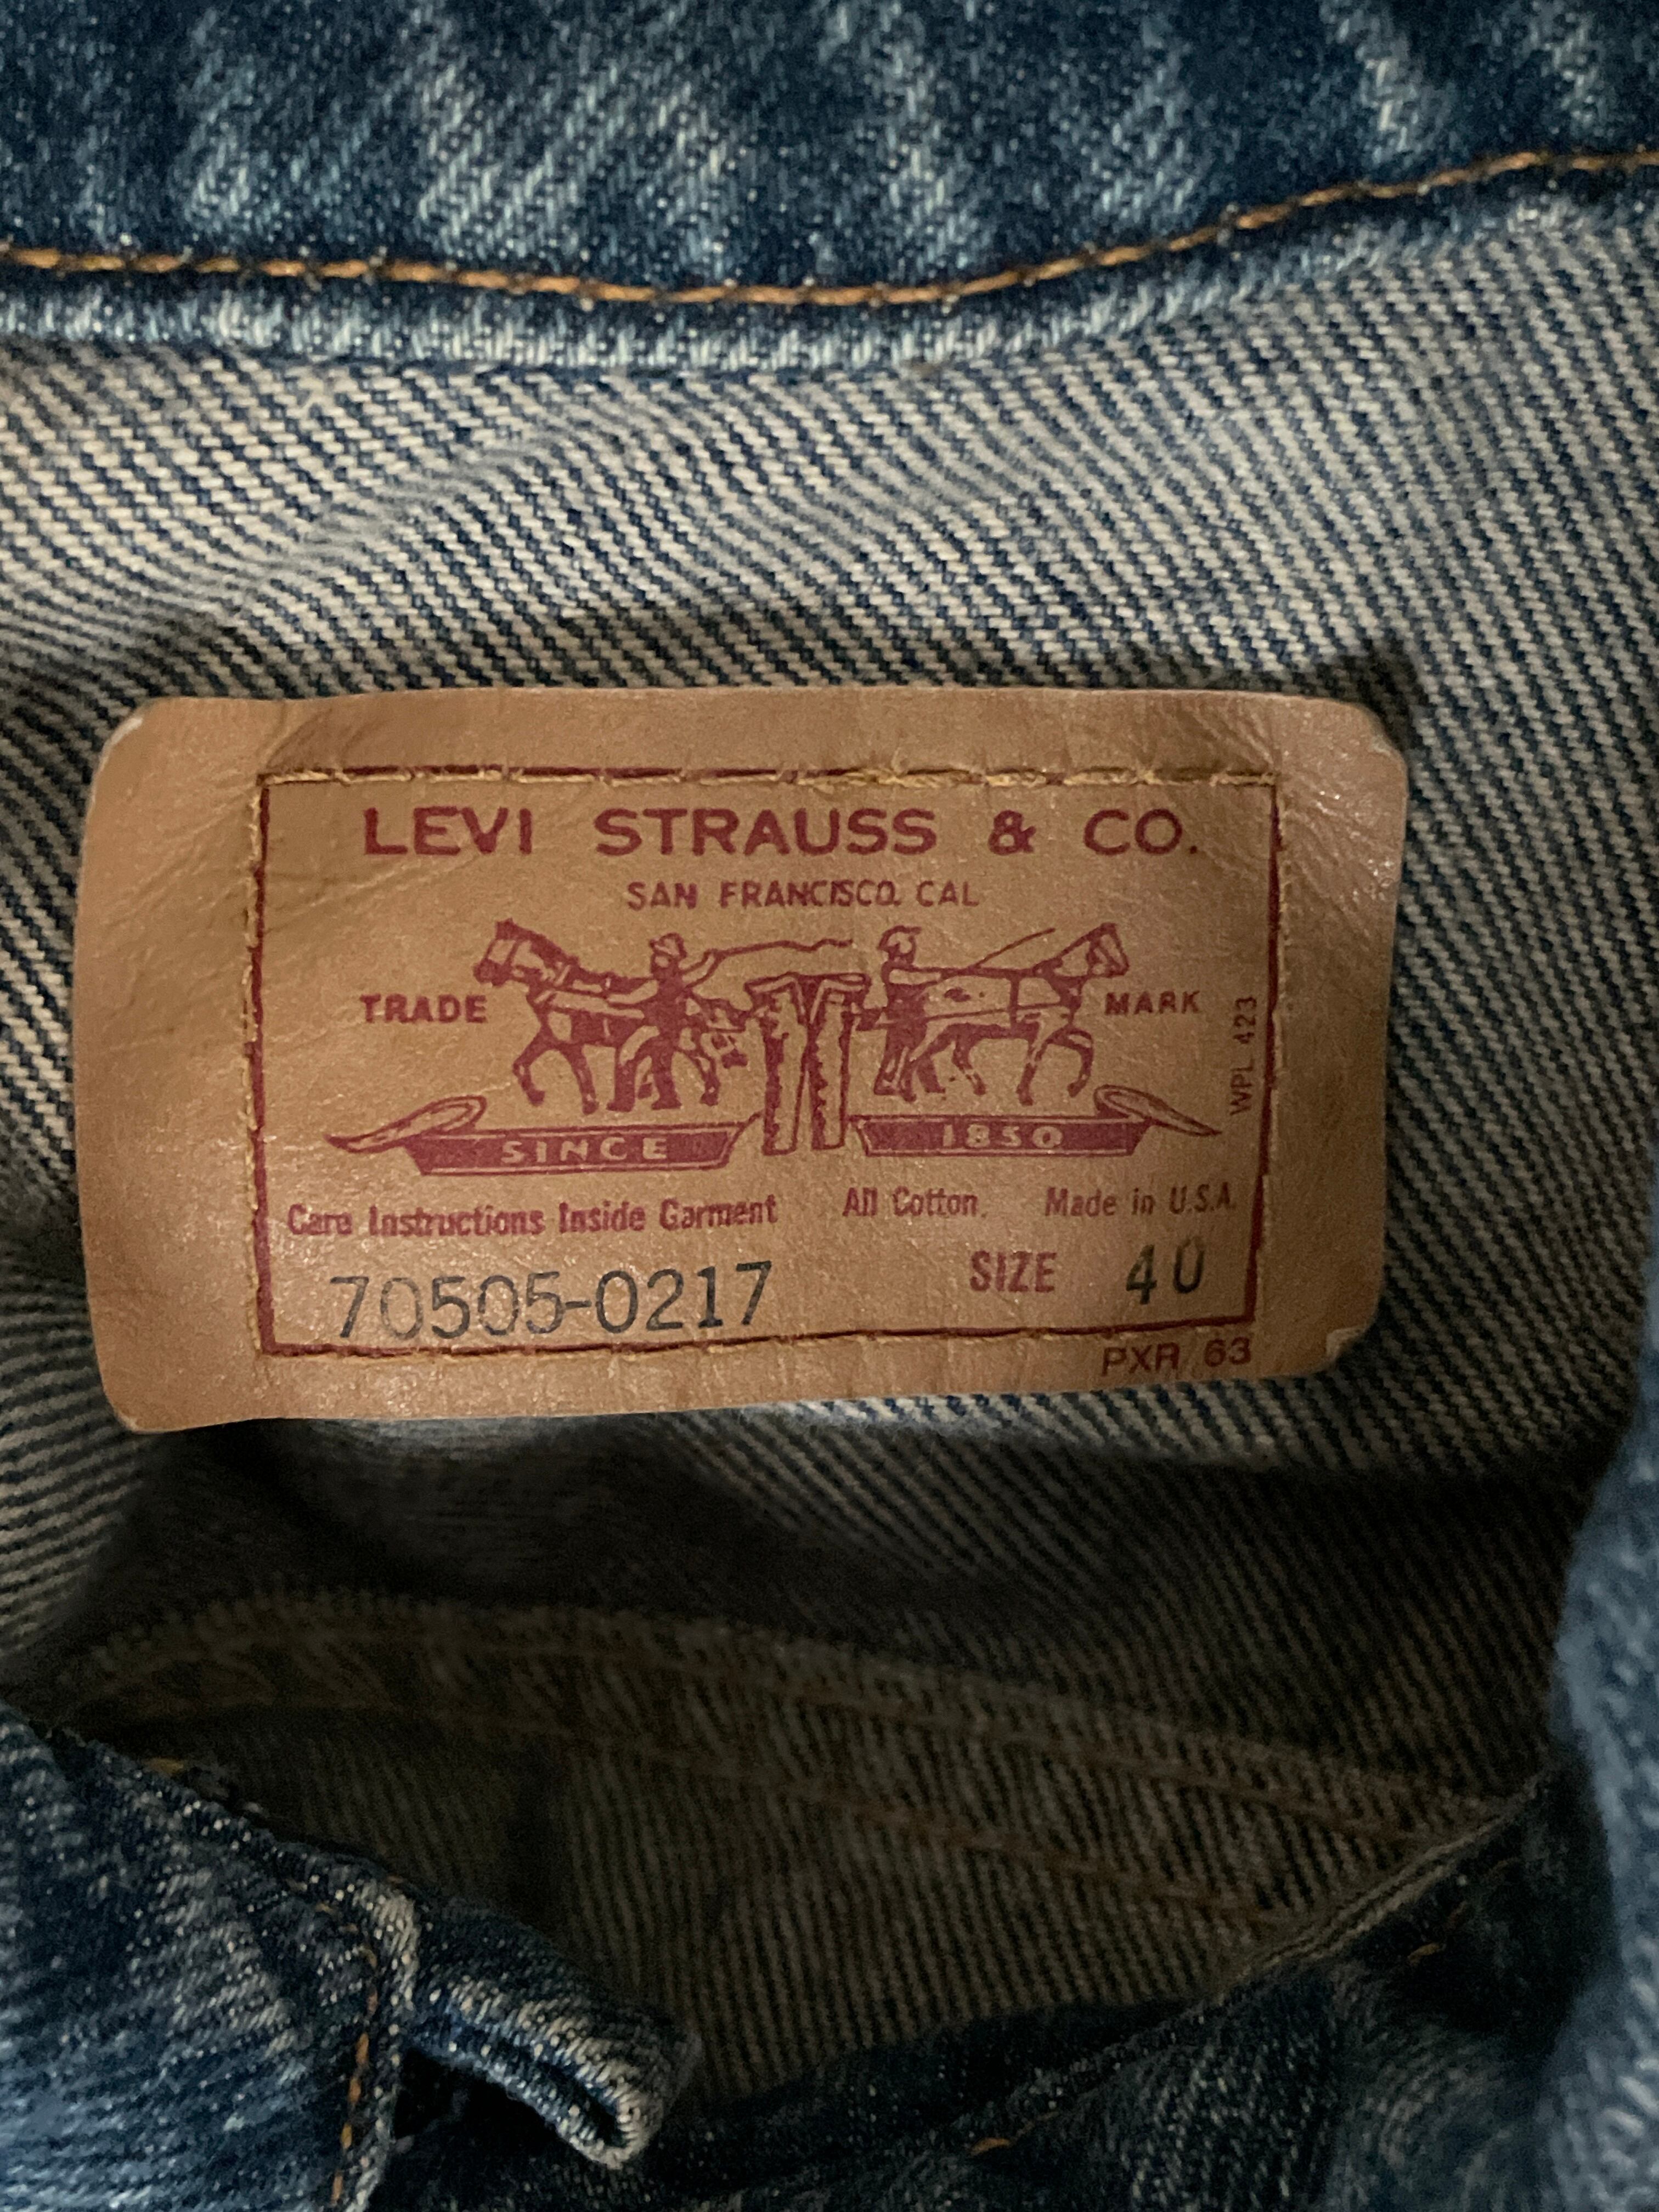 LEVI STRAUSS & CO.
SAN FRANCISCO. CAL
TRADE MARK
WPL 423
SINCE 1850
Care Instructions Inside Garment All Cotton. Made in U.S.A.
70505-0217 SIZE 40
PXR 63